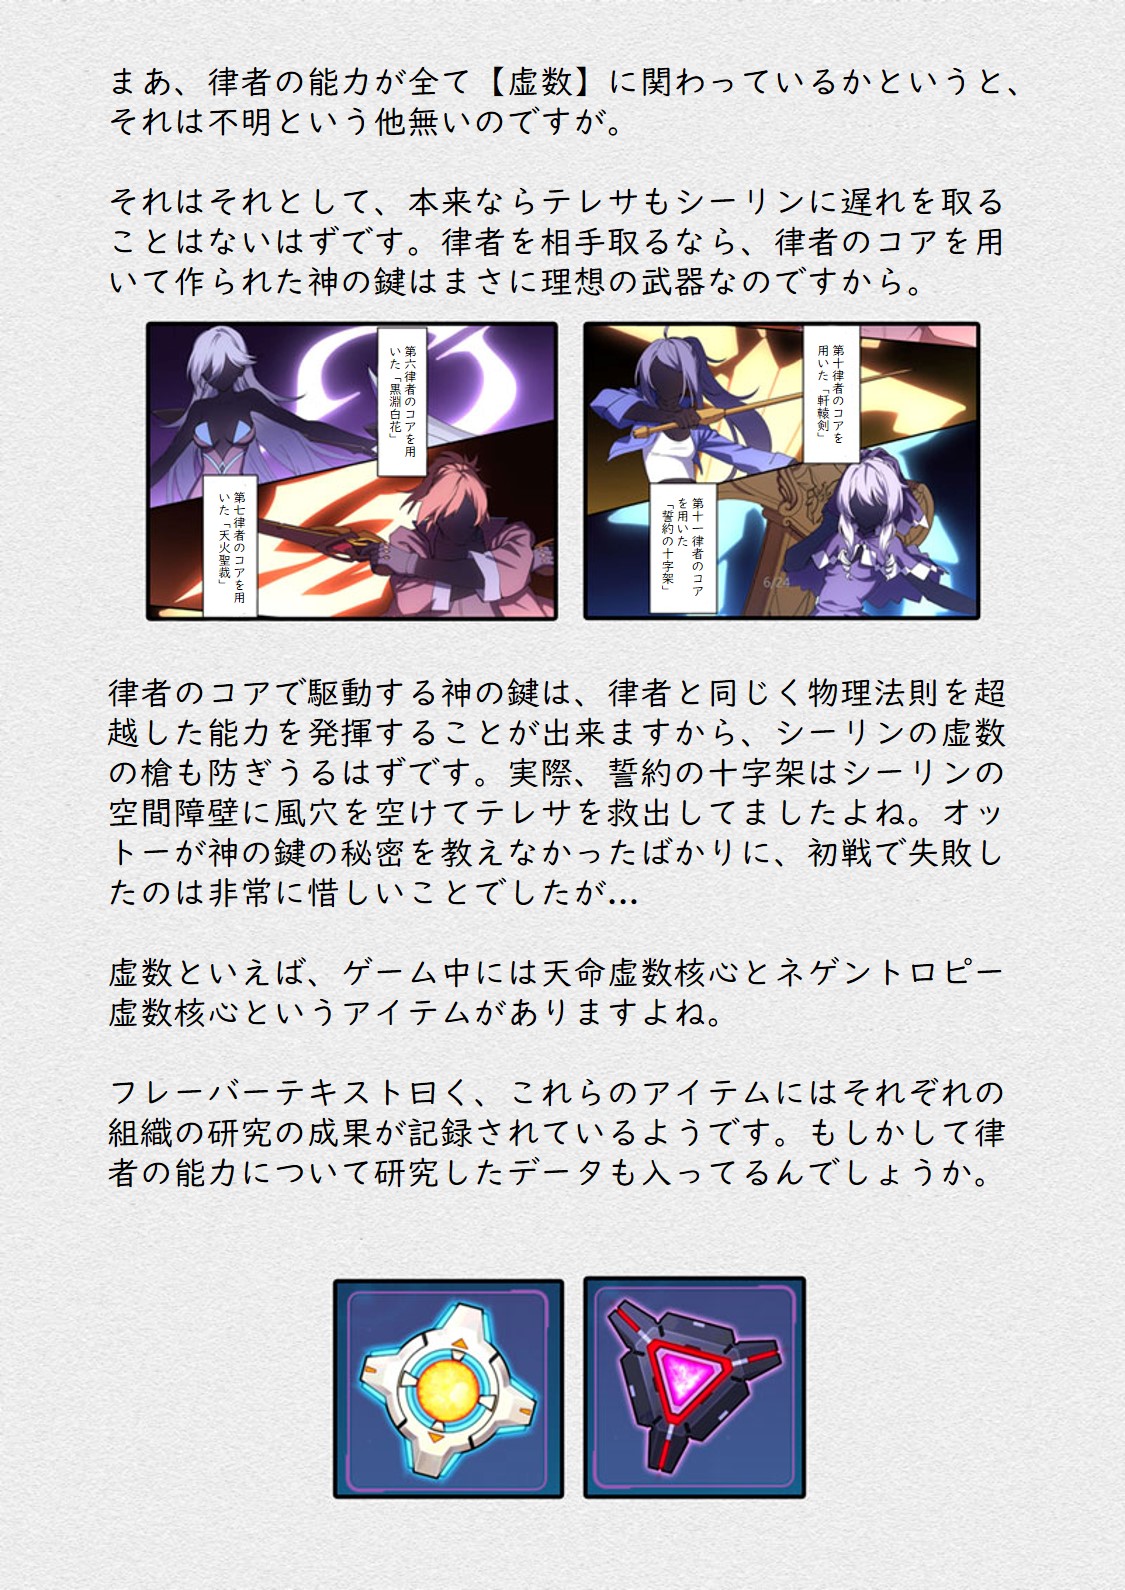 まあ、律者の能力が全て【虚数】に関わっているかというと、
それは不明という他無いのですが。
それはそれとして、本来ならテレサもシーリンに遅れを取る
ことはないはずです。律者を相手取るなら、律者のコアを用
いて作られた神の鍵はまさに理想の武器なのですから。
第六律者のコアを用
いた「黒淵白花」
第七律者のコアを用
いた「天火聖裁」
第十律者のコアを
用いた「軒轅剣」
第十一律者のコア
を用いた
「誓約の十字架」
6/24
律者のコアで駆動する神の鍵は、律者と同じく物理法則を超
越した能力を発揮することが出来ますから、シーリンの虚数
の槍も防ぎうるはずです。実際、誓約の十字架はシーリンの
空間障壁に風穴を空けてテレサを救出してましたよね。オッ
トーが神の鍵の秘密を教えなかったばかりに、初戦で失敗し
たのは非常に惜しいことでしたが…
虚数といえば、ゲーム中には天命虚数核心とネゲントロピー
虚数核心というアイテムがありますよね。
フレーバーテキスト曰く、これらのアイテムにはそれぞれの
組織の研究の成果が記録されているようです。もしかして律
者の能力について研究したデータも入ってるんでしょうか。